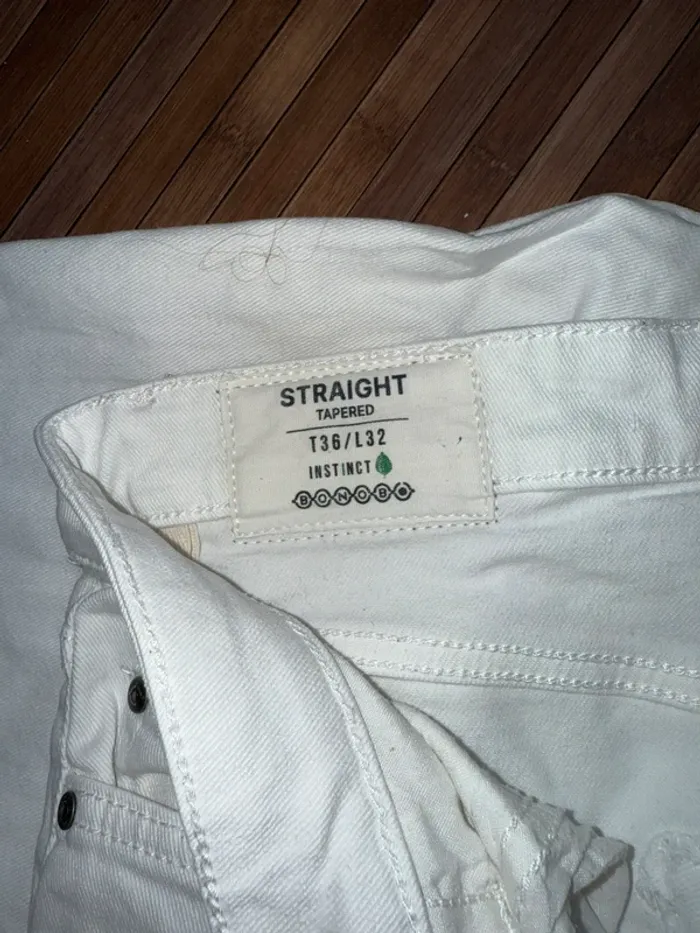 STRAIGHT
TAPERED
T36/L32
INSTINCT
BONOBO